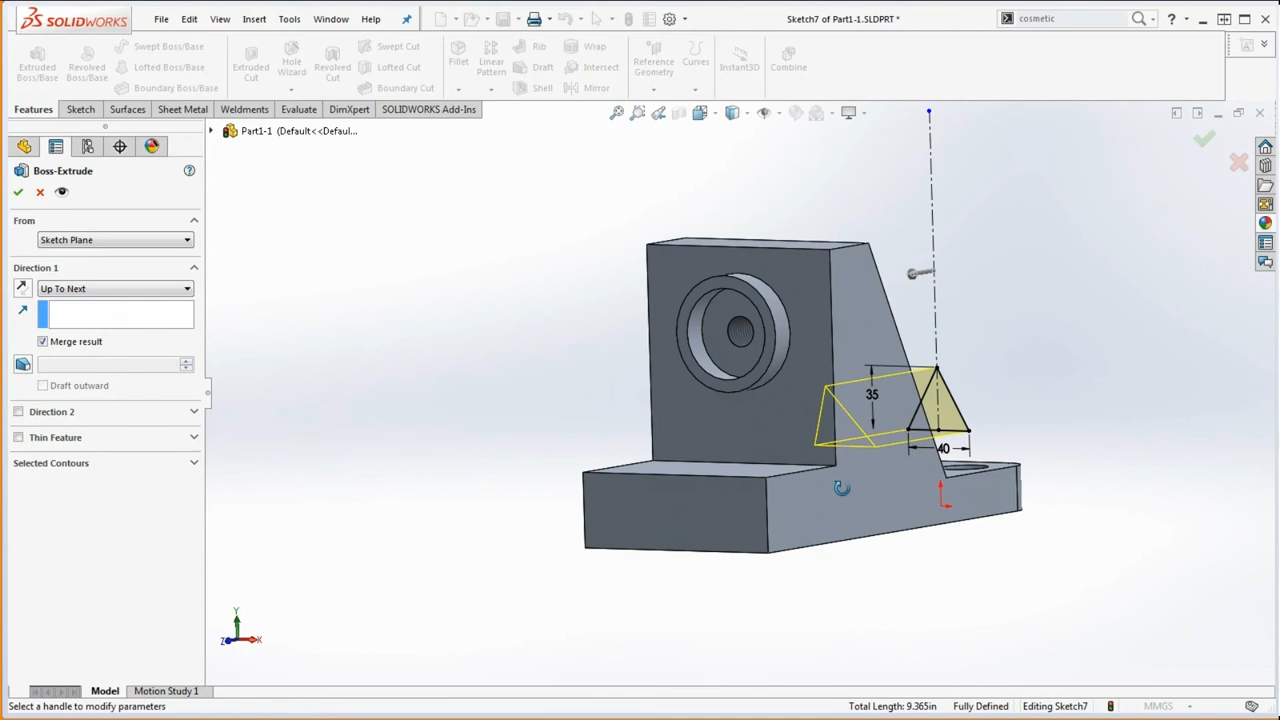 SOLIDWORKS File Edit View Insert Tools Window Help Sketch7 of Part1-1.SLDPRT * cosmetic ?
Extruded Boss/Base
Revolved Boss/Base
Swept Boss/Base
Lofted Boss/Base
Boundary Boss/Base
Extruded Cut
Hole Wizard
Revolved Cut
Swept Cut
Lofted Cut
Boundary Cut
Fillet
Linear Pattern
Rib
Draft
Shell
Wrap
Intersect
Mirror
Reference Geometry
Curves
Instant3D
Combine
Features Sketch Surfaces Sheet Metal Weldments Evaluate DimXpert SOLIDWORKS Add-Ins
Part1-1 (Default<<Defaul...
Boss-Extrude
From
Sketch Plane
Direction 1
Up To Next
Merge result
Draft outward
Direction 2
Thin Feature
Selected Contours
35
40
Y
Z X
Model Motion Study 1
Select a handle to modify parameters Total Length: 9.365in Fully Defined Editing Sketch7 MMGS